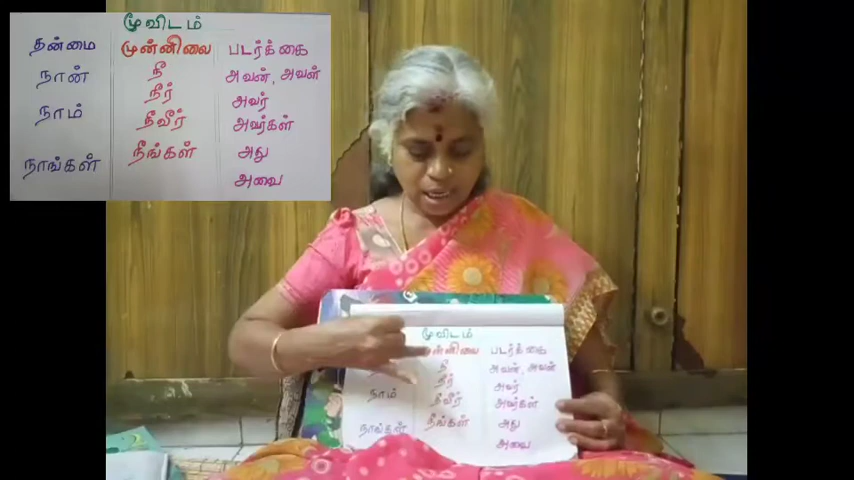 மூவிடம்
தன்மை முன்னிலை படர்க்கை
நான் நீ அவன், அவள்
நீர் அவர்
நாம் நீவீர் அவர்கள்
நாங்கள் நீங்கள் அது
அவை
மூவிடம்
முன்னிலை படர்க்கை
நீ அவன், அவள்
நீர் அவர்
நாம் நீவீர் அவர்கள்
நாங்கள் நீங்கள் அது
அவை